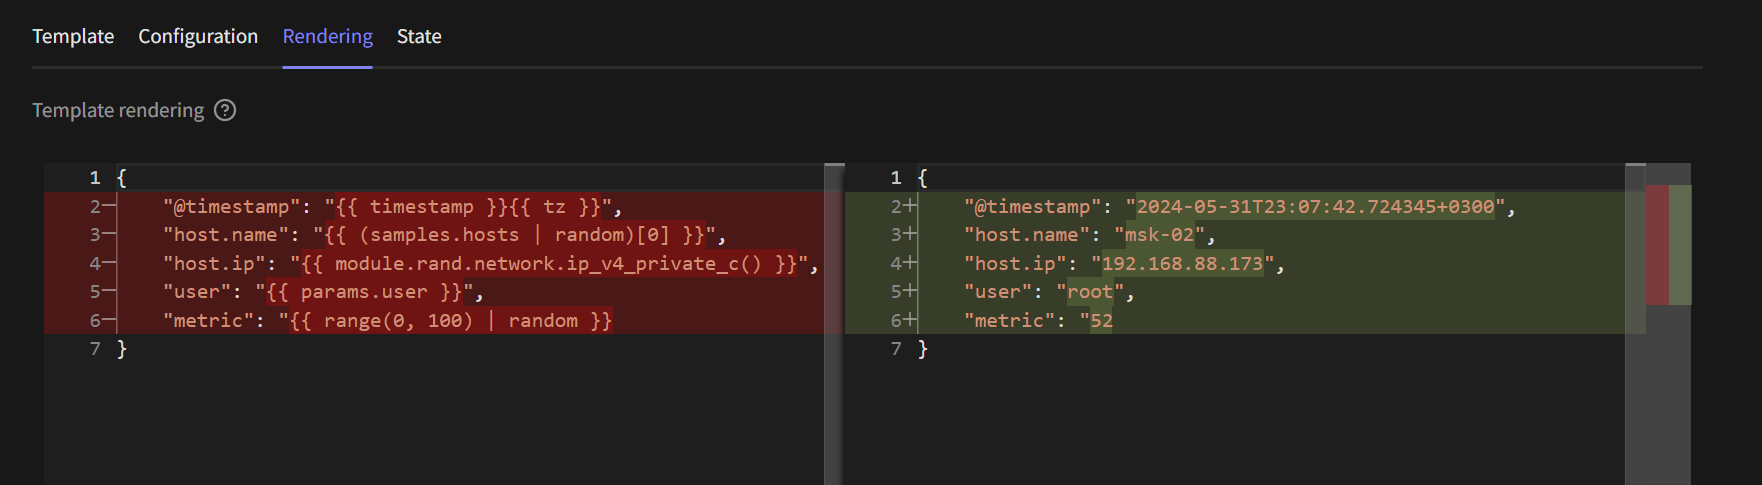 Template Configuration Rendering State
Template rendering ?
1 {
2— "@timestamp": "{{ timestamp }}{{ tz }}",
3— "host.name": "{{ (samples.hosts | random)[0] }}",
4— "host.ip": "{{ module.rand.network.ip_v4_private_c() }}",
5— "user": "{{ params.user }}",
6— "metric": "{{ range(0, 100) | random }}
7 }
1 {
2+ "@timestamp": "2024-05-31T23:07:42.724345+0300",
3+ "host.name": "msk-02",
4+ "host.ip": "192.168.88.173",
5+ "user": "root",
6+ "metric": "52
7 }